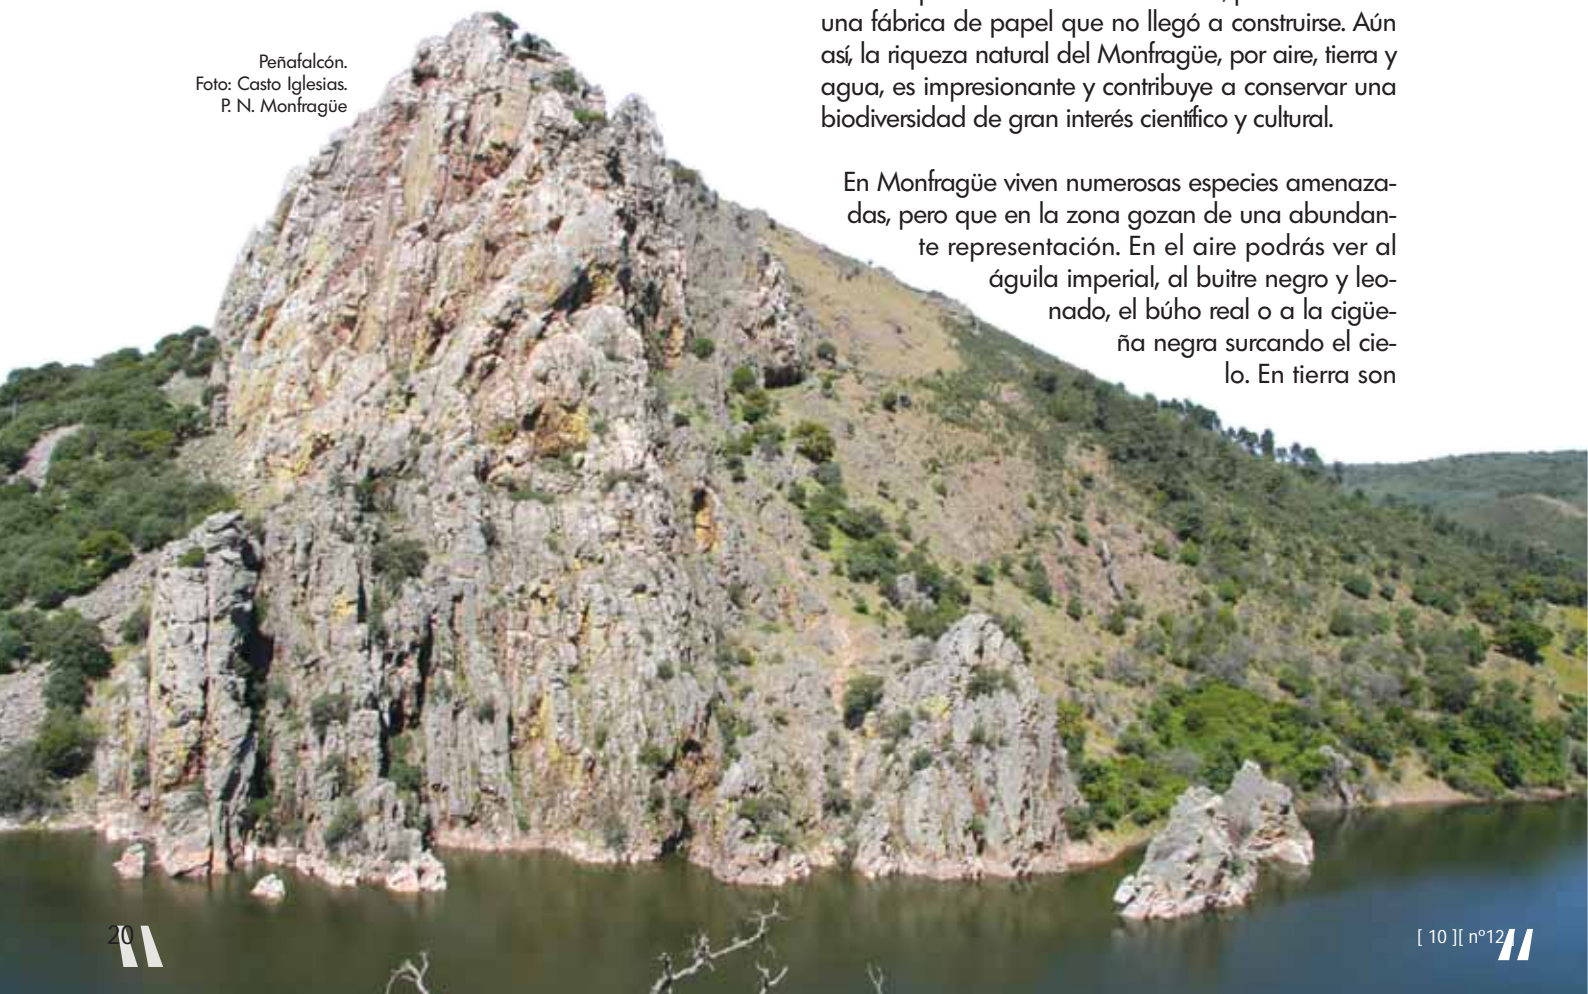 Peñafalcón.
Foto: Casto Iglesias.
P. N. Monfragüe
una fábrica de papel que no llegó a construirse. Aún
así, la riqueza natural del Monfragüe, por aire, tierra y
agua, es impresionante y contribuye a conservar una
biodiversidad de gran interés científico y cultural.
En Monfragüe viven numerosas especies amenaza-
das, pero que en la zona gozan de una abundan-
te representación. En el aire podrás ver al
águila imperial, al buitre negro y leo-
nado, el búho real o a la cigüe-
ña negra surcando el cie-
lo. En tierra son
20
[ 10 ][ nº12